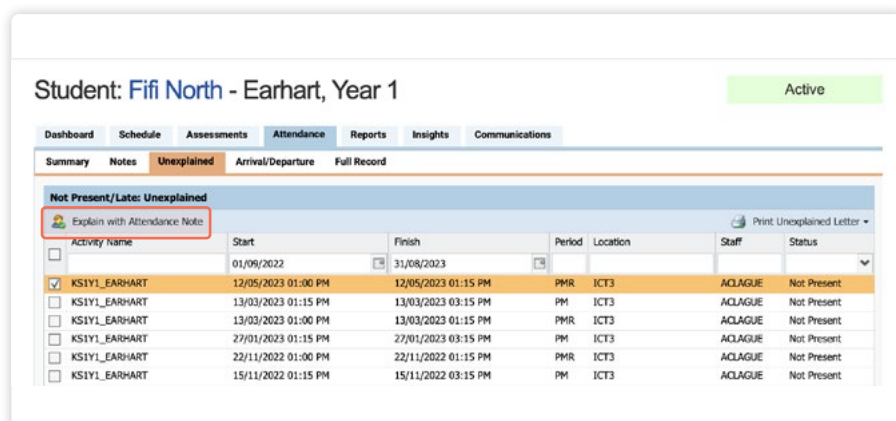 Student: Fifi North - Earhart, Year 1 Active
Dashboard Schedule Assessments Attendance Reports Insights Communications
Summary Notes Unexplained Arrival/Departure Full Record
Not Present/Late: Unexplained
Explain with Attendance Note Print Unexplained Letter
Activity Name Start Finish Period Location Staff Status
01/09/2022 31/08/2023
KS1Y1_EARHART 12/05/2023 01:00 PM 12/05/2023 01:15 PM PMR ICT3 ACLAGUE Not Present
KS1Y1_EARHART 13/03/2023 01:15 PM 13/03/2023 03:15 PM PM ICT3 ACLAGUE Not Present
KS1Y1_EARHART 13/03/2023 01:00 PM 13/03/2023 01:15 PM PMR ICT3 ACLAGUE Not Present
KS1Y1_EARHART 27/01/2023 01:15 PM 27/01/2023 03:15 PM PM ICT3 ACLAGUE Not Present
KS1Y1_EARHART 22/11/2022 01:00 PM 22/11/2022 01:15 PM PMR ICT3 ACLAGUE Not Present
KS1Y1_EARHART 15/11/2022 01:15 PM 15/11/2022 03:15 PM PM ICT3 ACLAGUE Not Present